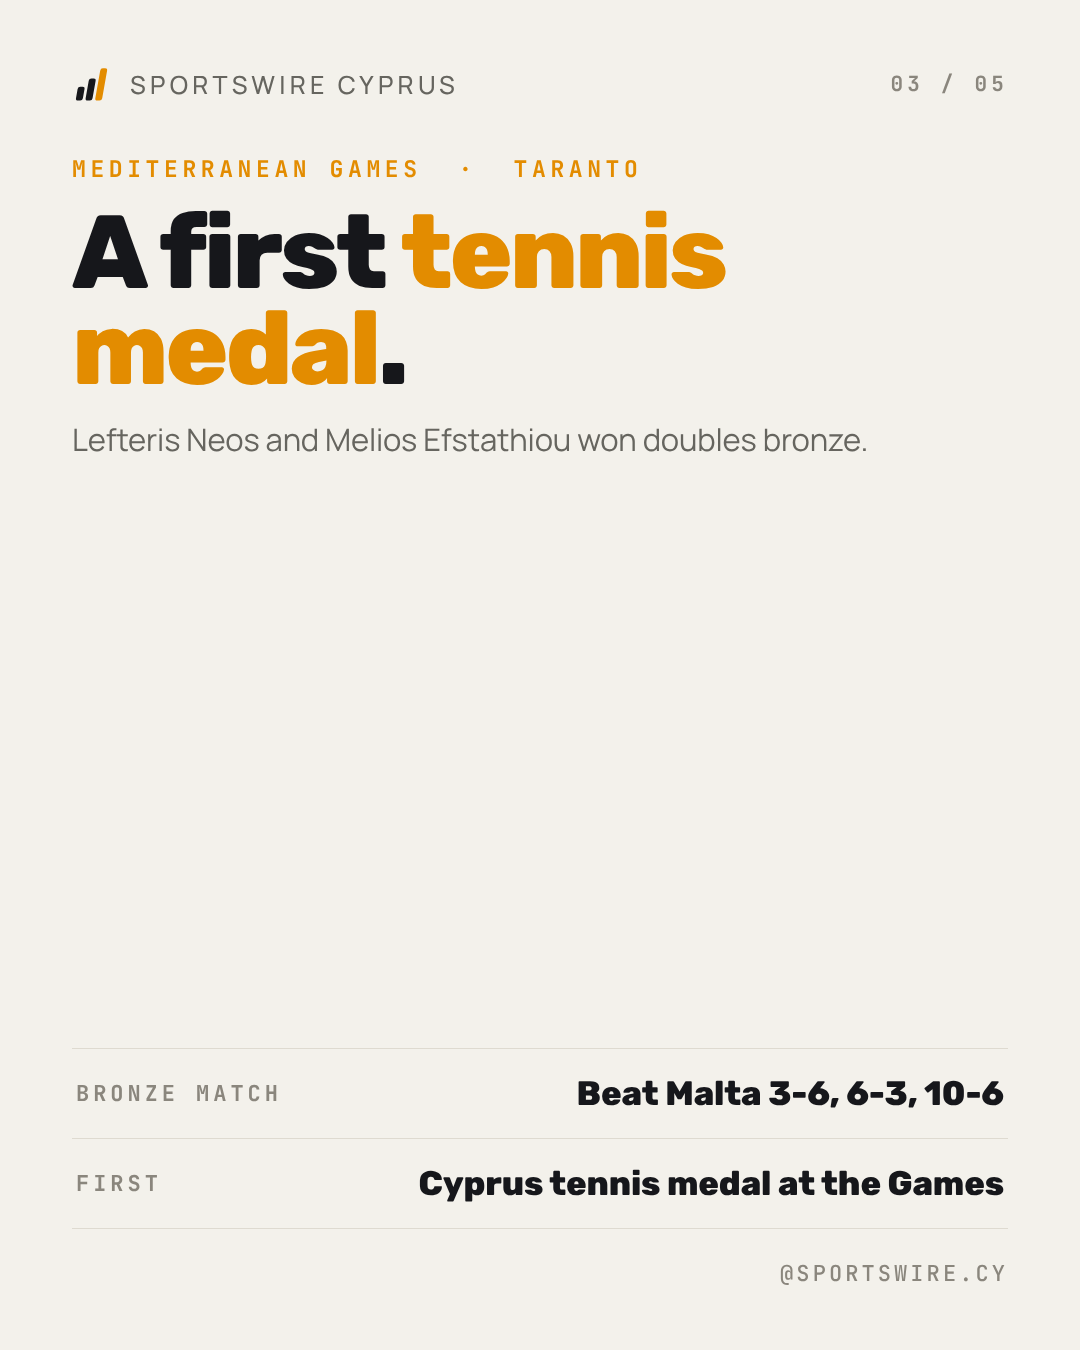 SPORTSWIRE CYPRUS
03 / 05
MEDITERRANEAN GAMES · TARANTO
A first tennis
medal.
Lefteris Neos and Melios Efstathiou won doubles bronze.
BRONZE MATCH
Beat Malta 3-6, 6-3, 10-6
FIRST
Cyprus tennis medal at the Games
@SPORTSWIRE.CY